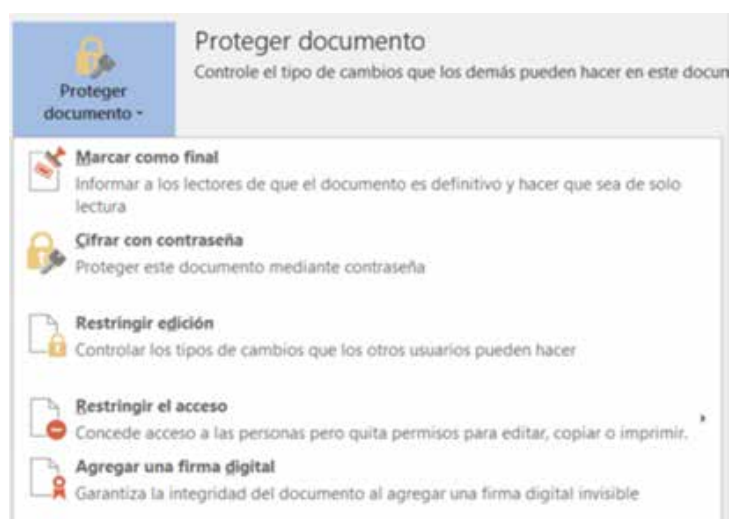 Proteger documento
Controle el tipo de cambios que los demás pueden hacer en este docun
Proteger
documento
Marcar como final
Informar a los lectores de que el documento es definitivo y hacer que sea de solo
lectura
Cifrar con contraseña
Proteger este documento mediante contraseña
Restringir edición
Controlar los tipos de cambios que los otros usuarios pueden hacer
Restringir el acceso
Concede acceso a las personas pero quita permisos para editar, copiar o imprimir.
Agregar una firma digital
Garantiza la integridad del documento al agregar una firma digital invisible